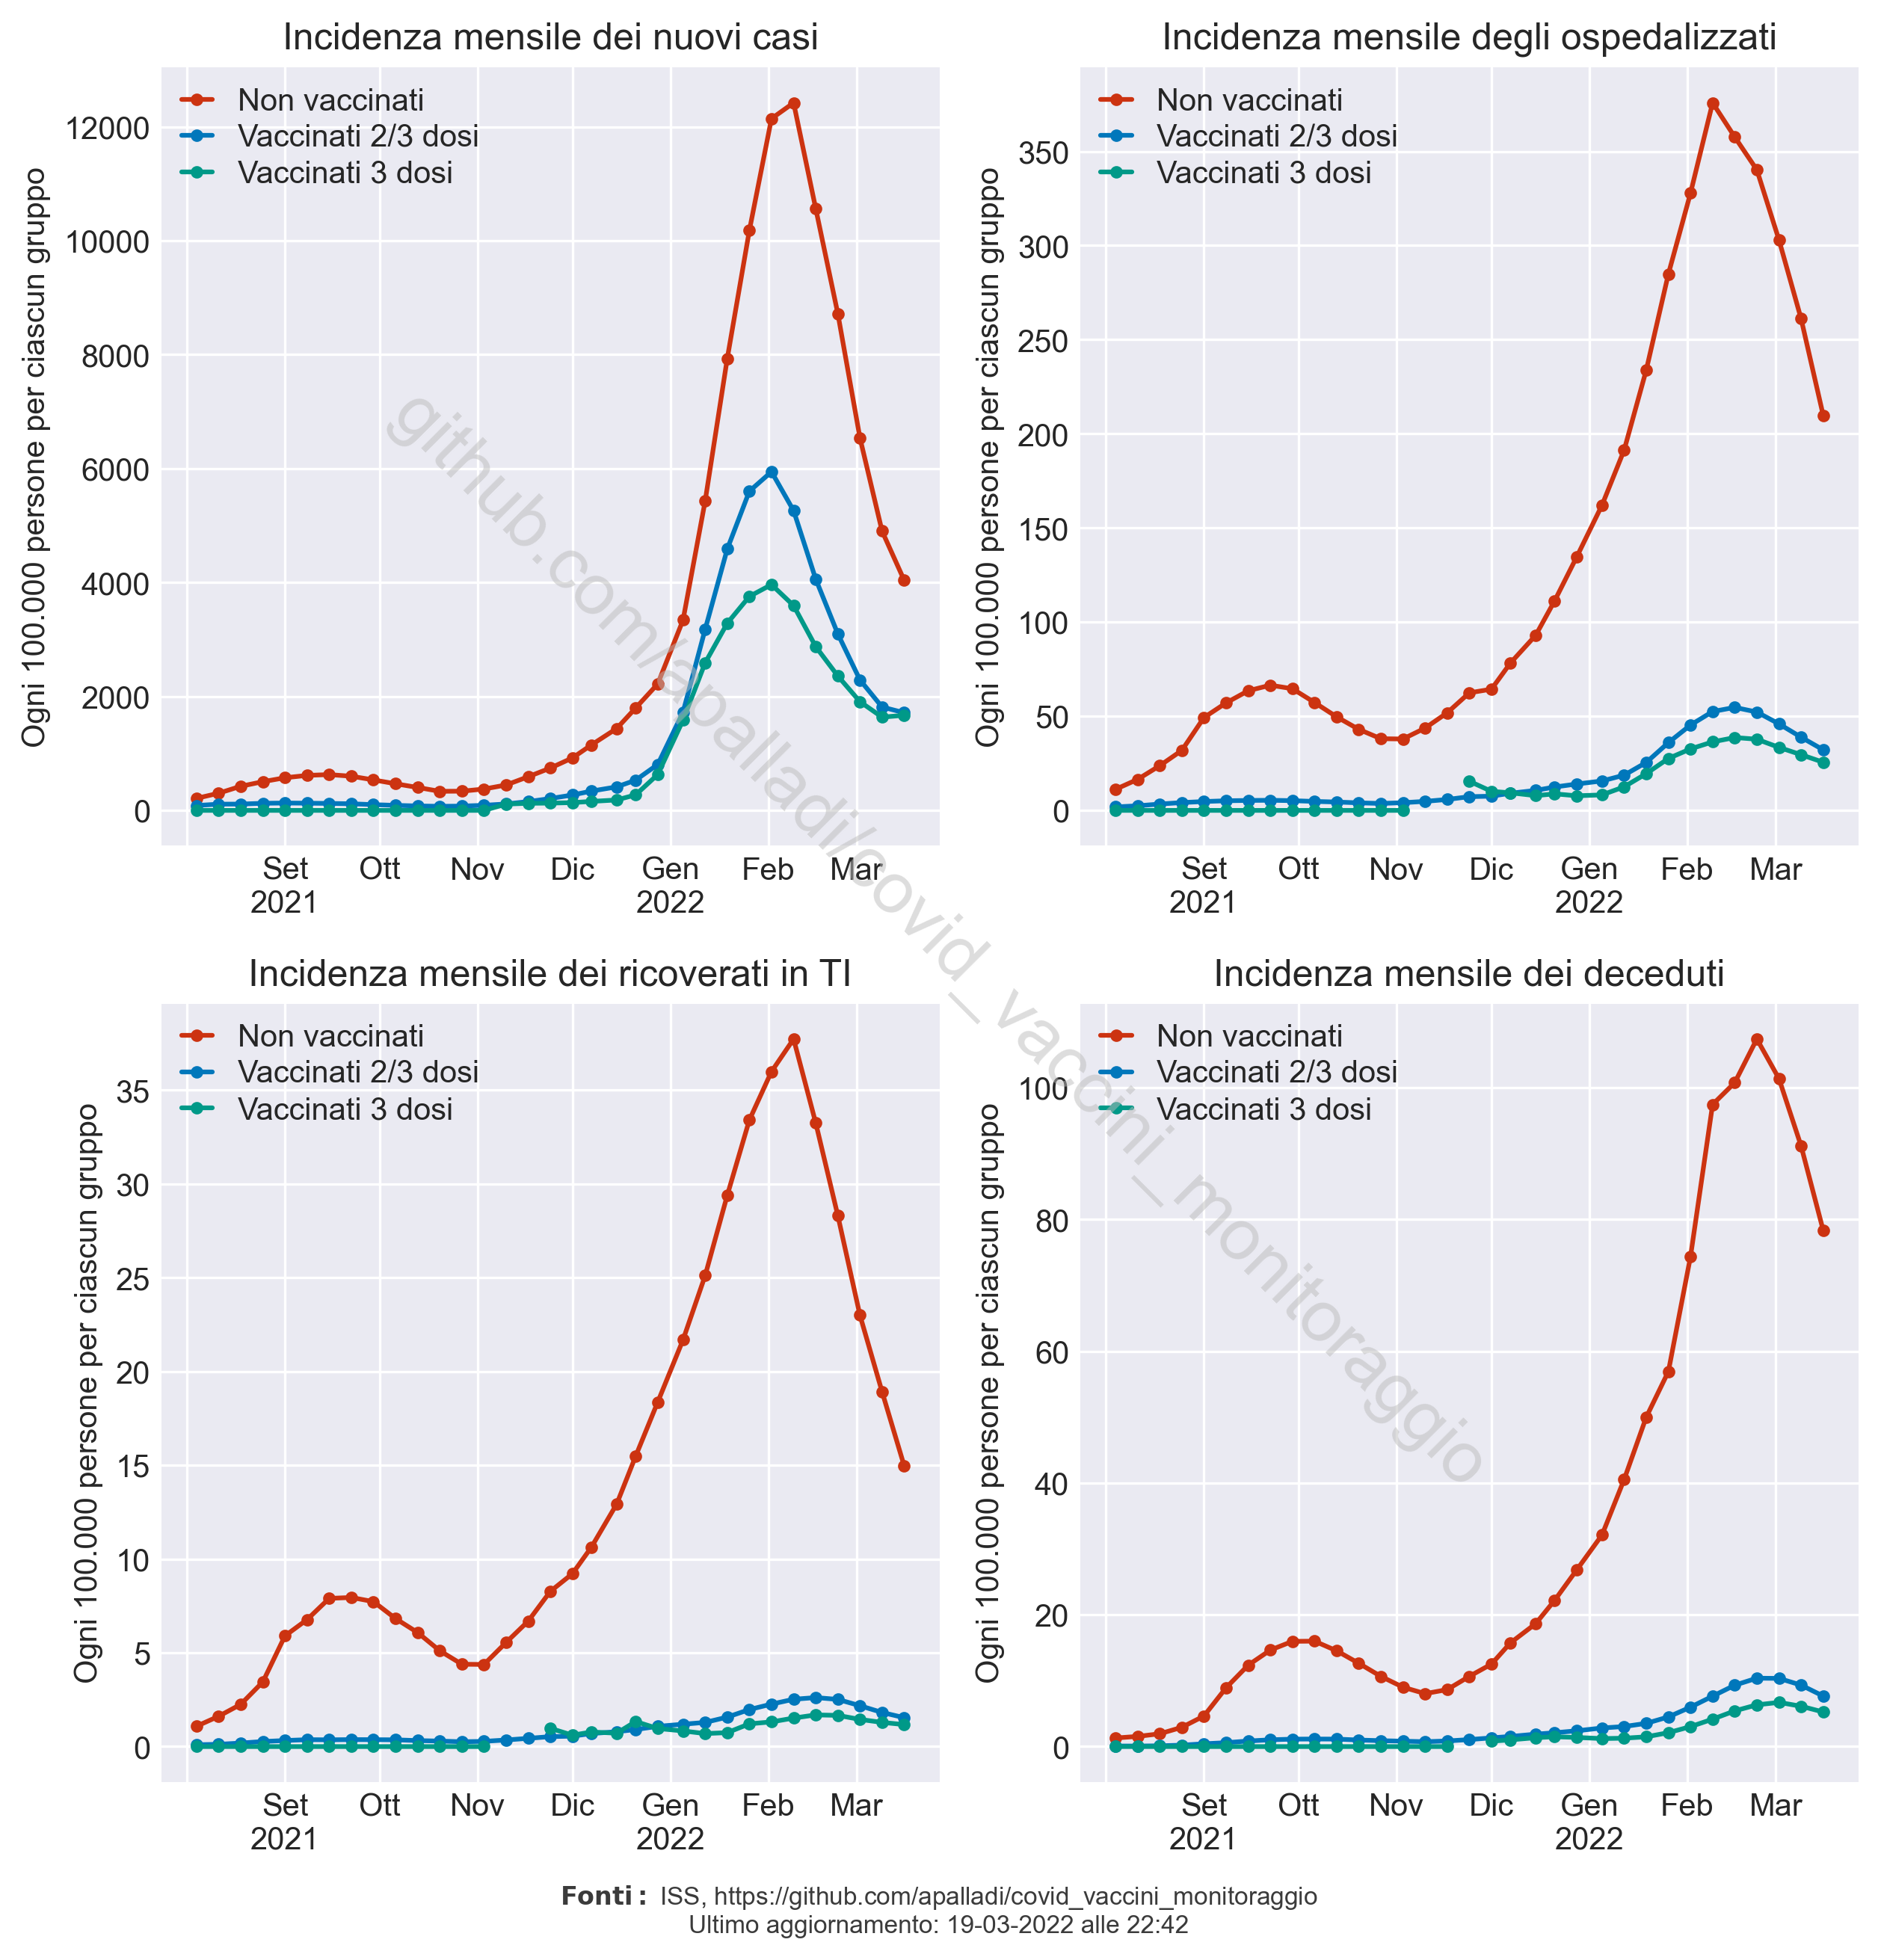 Incidenza mensile dei nuovi casi
Ogni 100.000 persone per ciascun gruppo
12000
10000
8000
6000
4000
2000
0
Non vaccinati
Vaccinati 2/3 dosi
Vaccinati 3 dosi
Set
2021
Ott
Nov
Dic
Gen
2022
Feb
Mar
Incidenza mensile degli ospedalizzati
Ogni 100.000 persone per ciascun gruppo
350
300
250
200
150
100
50
0
Non vaccinati
Vaccinati 2/3 dosi
Vaccinati 3 dosi
Set
2021
Ott
Nov
Dic
Gen
2022
Feb
Mar
Incidenza mensile dei ricoverati in TI
Ogni 100.000 persone per ciascun gruppo
35
30
25
20
15
10
5
0
Non vaccinati
Vaccinati 2/3 dosi
Vaccinati 3 dosi
Set
2021
Ott
Nov
Dic
Gen
2022
Feb
Mar
Incidenza mensile dei deceduti
Ogni 100.000 persone per ciascun gruppo
100
80
60
40
20
0
Non vaccinati
Vaccinati 2/3 dosi
Vaccinati 3 dosi
Set
2021
Ott
Nov
Dic
Gen
2022
Feb
Mar
github.com/apalladi/covid_vaccini_monitoraggio
Fonti: ISS, https://github.com/apalladi/covid_vaccini_monitoraggio
Ultimo aggiornamento: 19-03-2022 alle 22:42